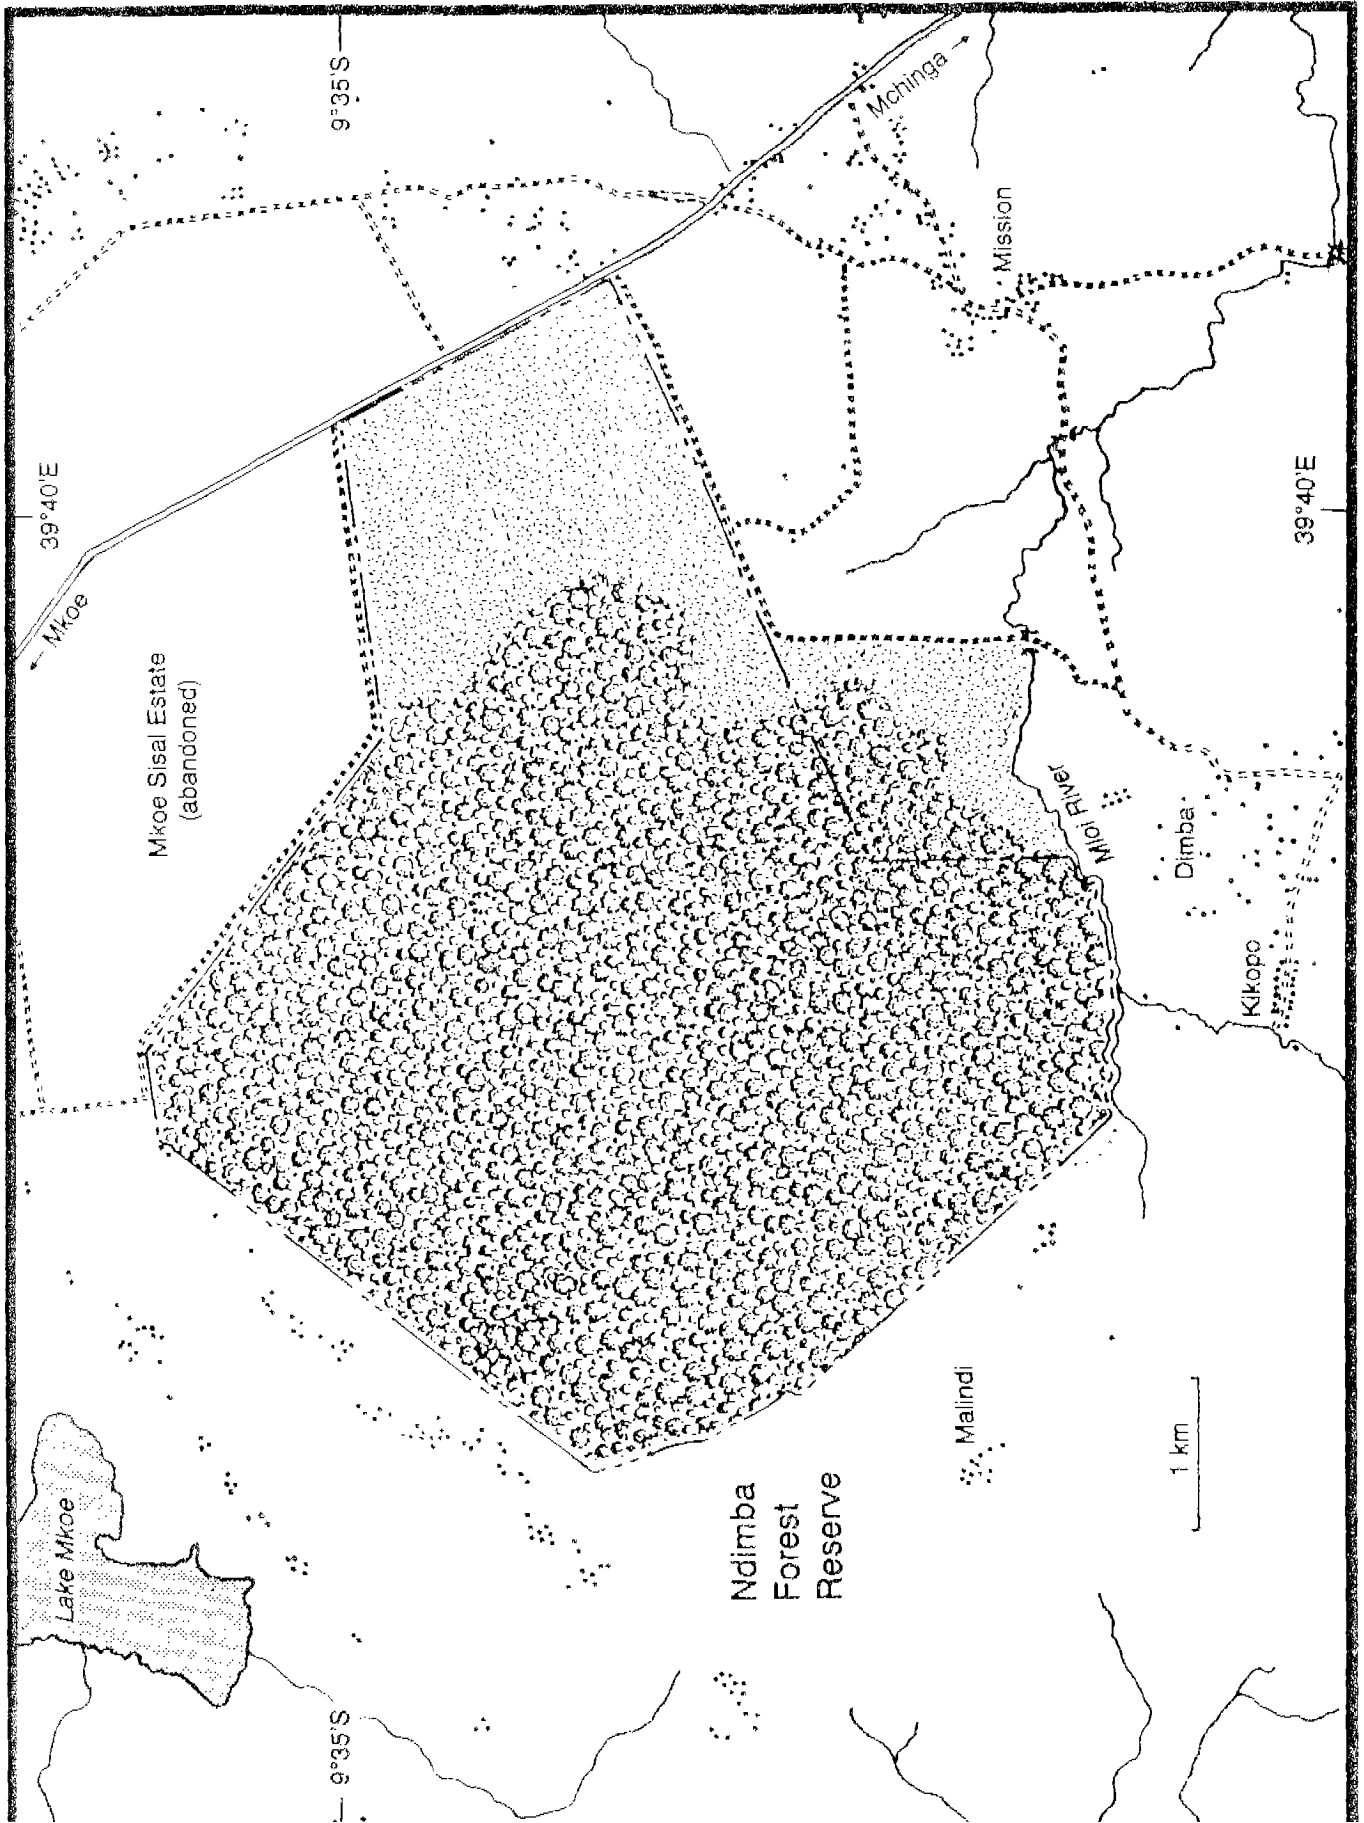 39°40'E
Lake Mkoe
← Mkoe
Mkoe Sisal Estate
(abandoned)
9°35'S
9°35'S
Ndimba
Forest
Reserve
Mchinga →
Malindi
Mission
Mloi River
1 km
Dimba
Kikopo
39°40'E